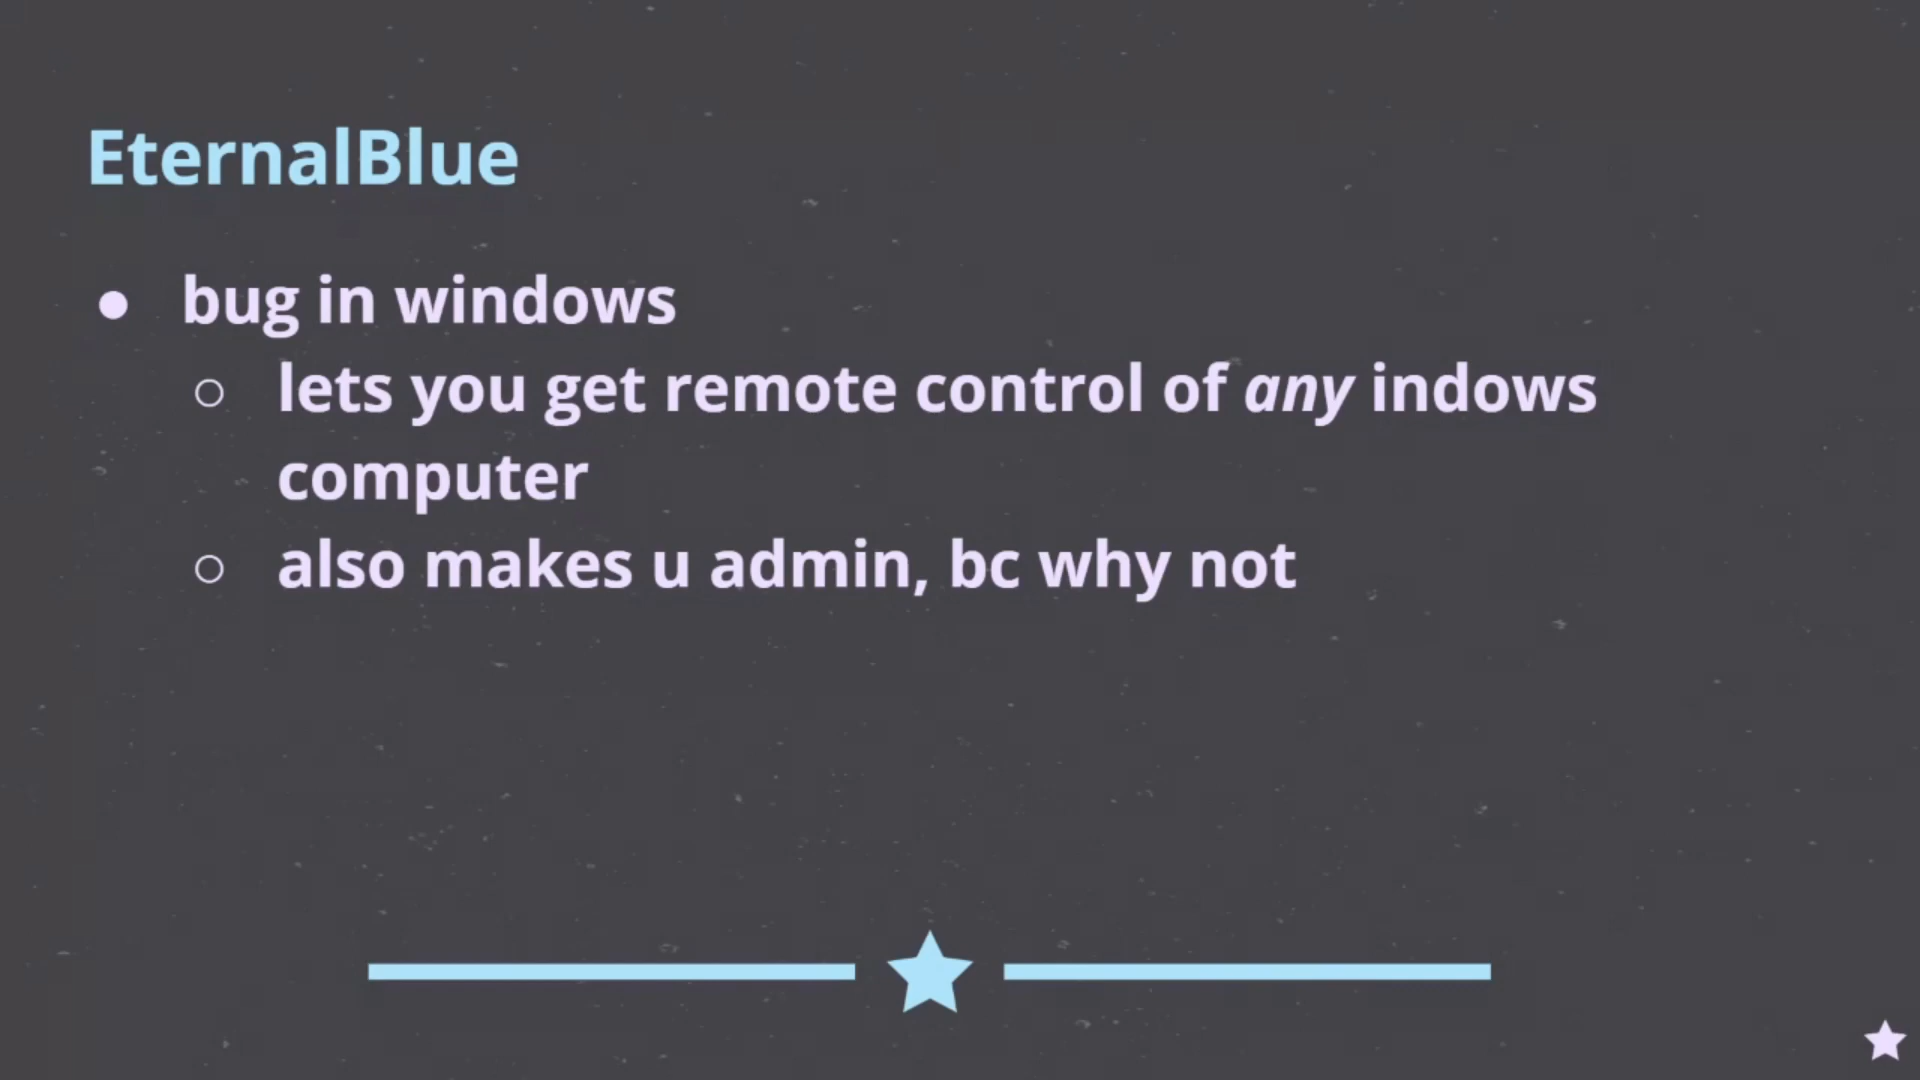 EternalBlue
● bug in windows
○ lets you get remote control of any indows
computer
○ also makes u admin, bc why not